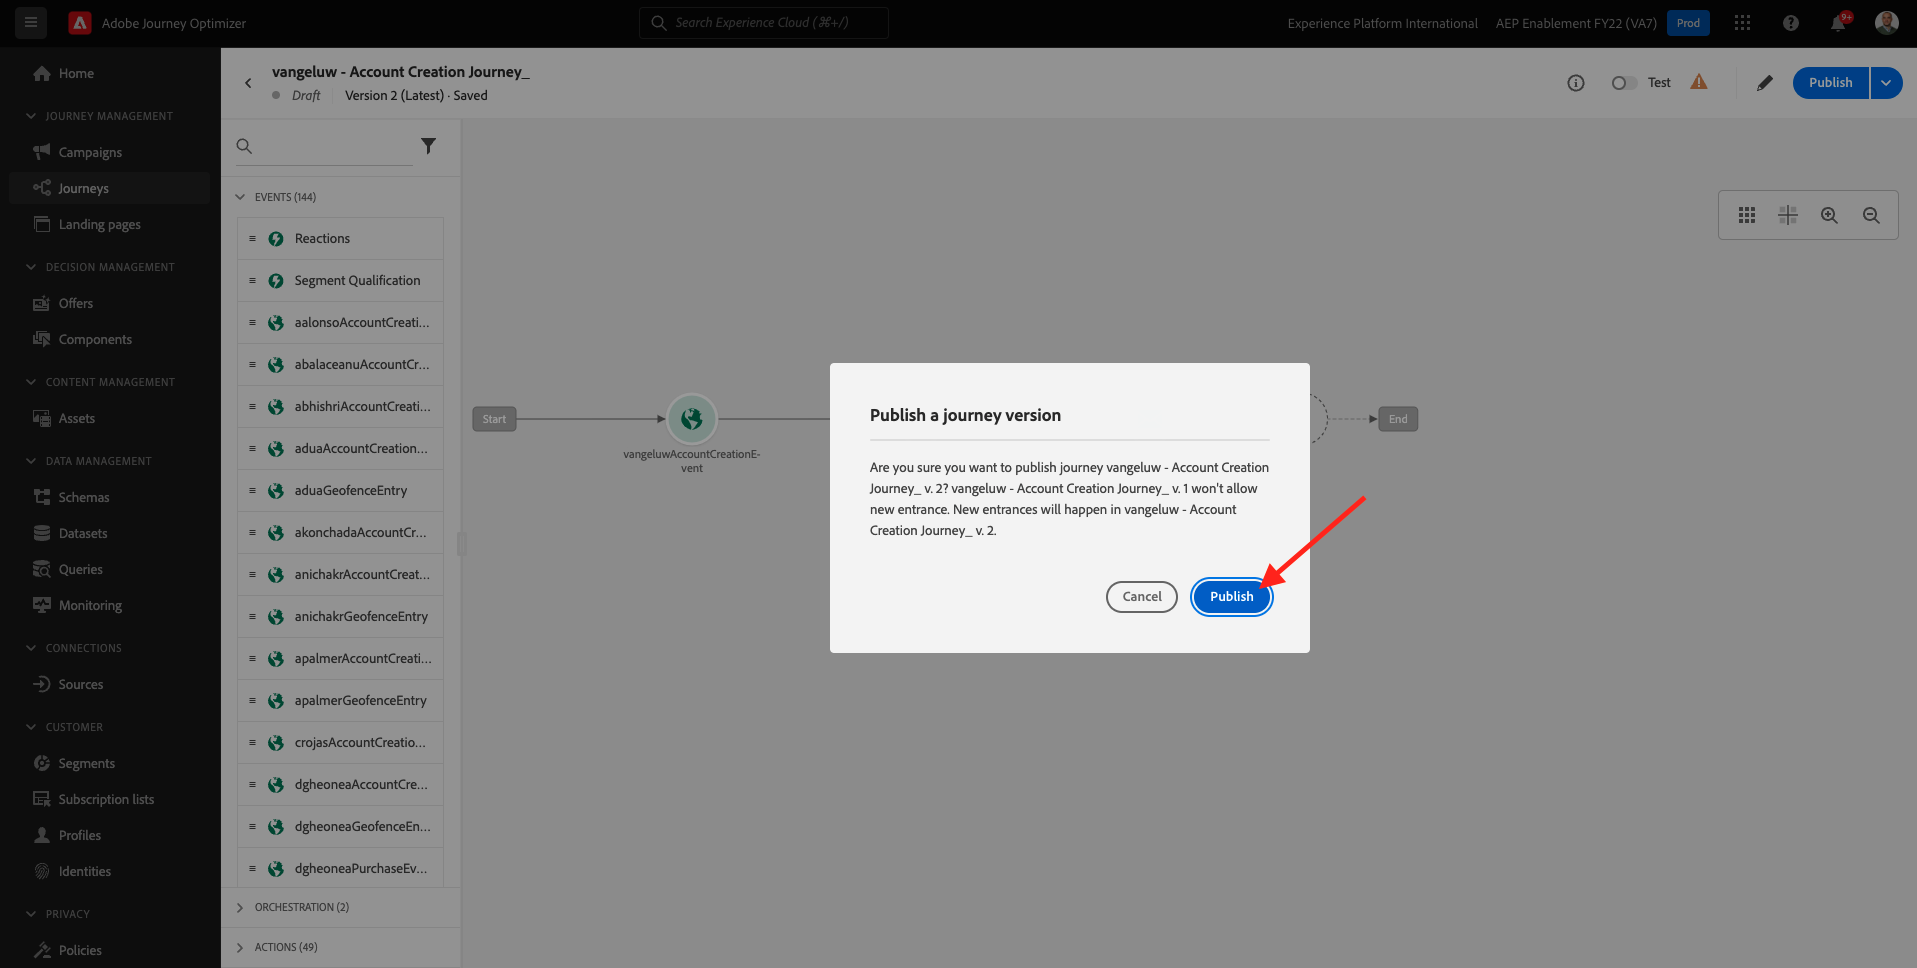 Adobe Journey Optimizer
Search Experience Cloud (⌘+/)
Experience Platform International
AEP Enablement FY22 (VA7)
Prod
9+
Home
JOURNEY MANAGEMENT
Campaigns
Journeys
Landing pages
DECISION MANAGEMENT
Offers
Components
CONTENT MANAGEMENT
Assets
DATA MANAGEMENT
Schemas
Datasets
Queries
Monitoring
CONNECTIONS
Sources
CUSTOMER
Segments
Subscription lists
Profiles
Identities
PRIVACY
Policies
vangeluw - Account Creation Journey_
Draft
Version 2 (Latest) · Saved
Test
Publish
EVENTS (144)
Reactions
Segment Qualification
aalonsoAccountCreati...
abalaceanuAccountCr...
abhishriAccountCreati...
aduaAccountCreation...
aduaGeofenceEntry
akonchadaAccountCr...
anichakrAccountCreat...
anichakrGeofenceEntry
apalmerAccountCreati...
apalmerGeofenceEntry
crojasAccountCreatio...
dgheoneaAccountCre...
dgheoneaGeofenceEn...
dgheoneaPurchaseEv...
ORCHESTRATION (2)
ACTIONS (49)
Start
vangeluwAccountCreationE-
vent
End
Publish a journey version
Are you sure you want to publish journey vangeluw - Account Creation
Journey_ v. 2? vangeluw - Account Creation Journey_ v. 1 won't allow
new entrance. New entrances will happen in vangeluw - Account
Creation Journey_ v. 2.
Cancel
Publish